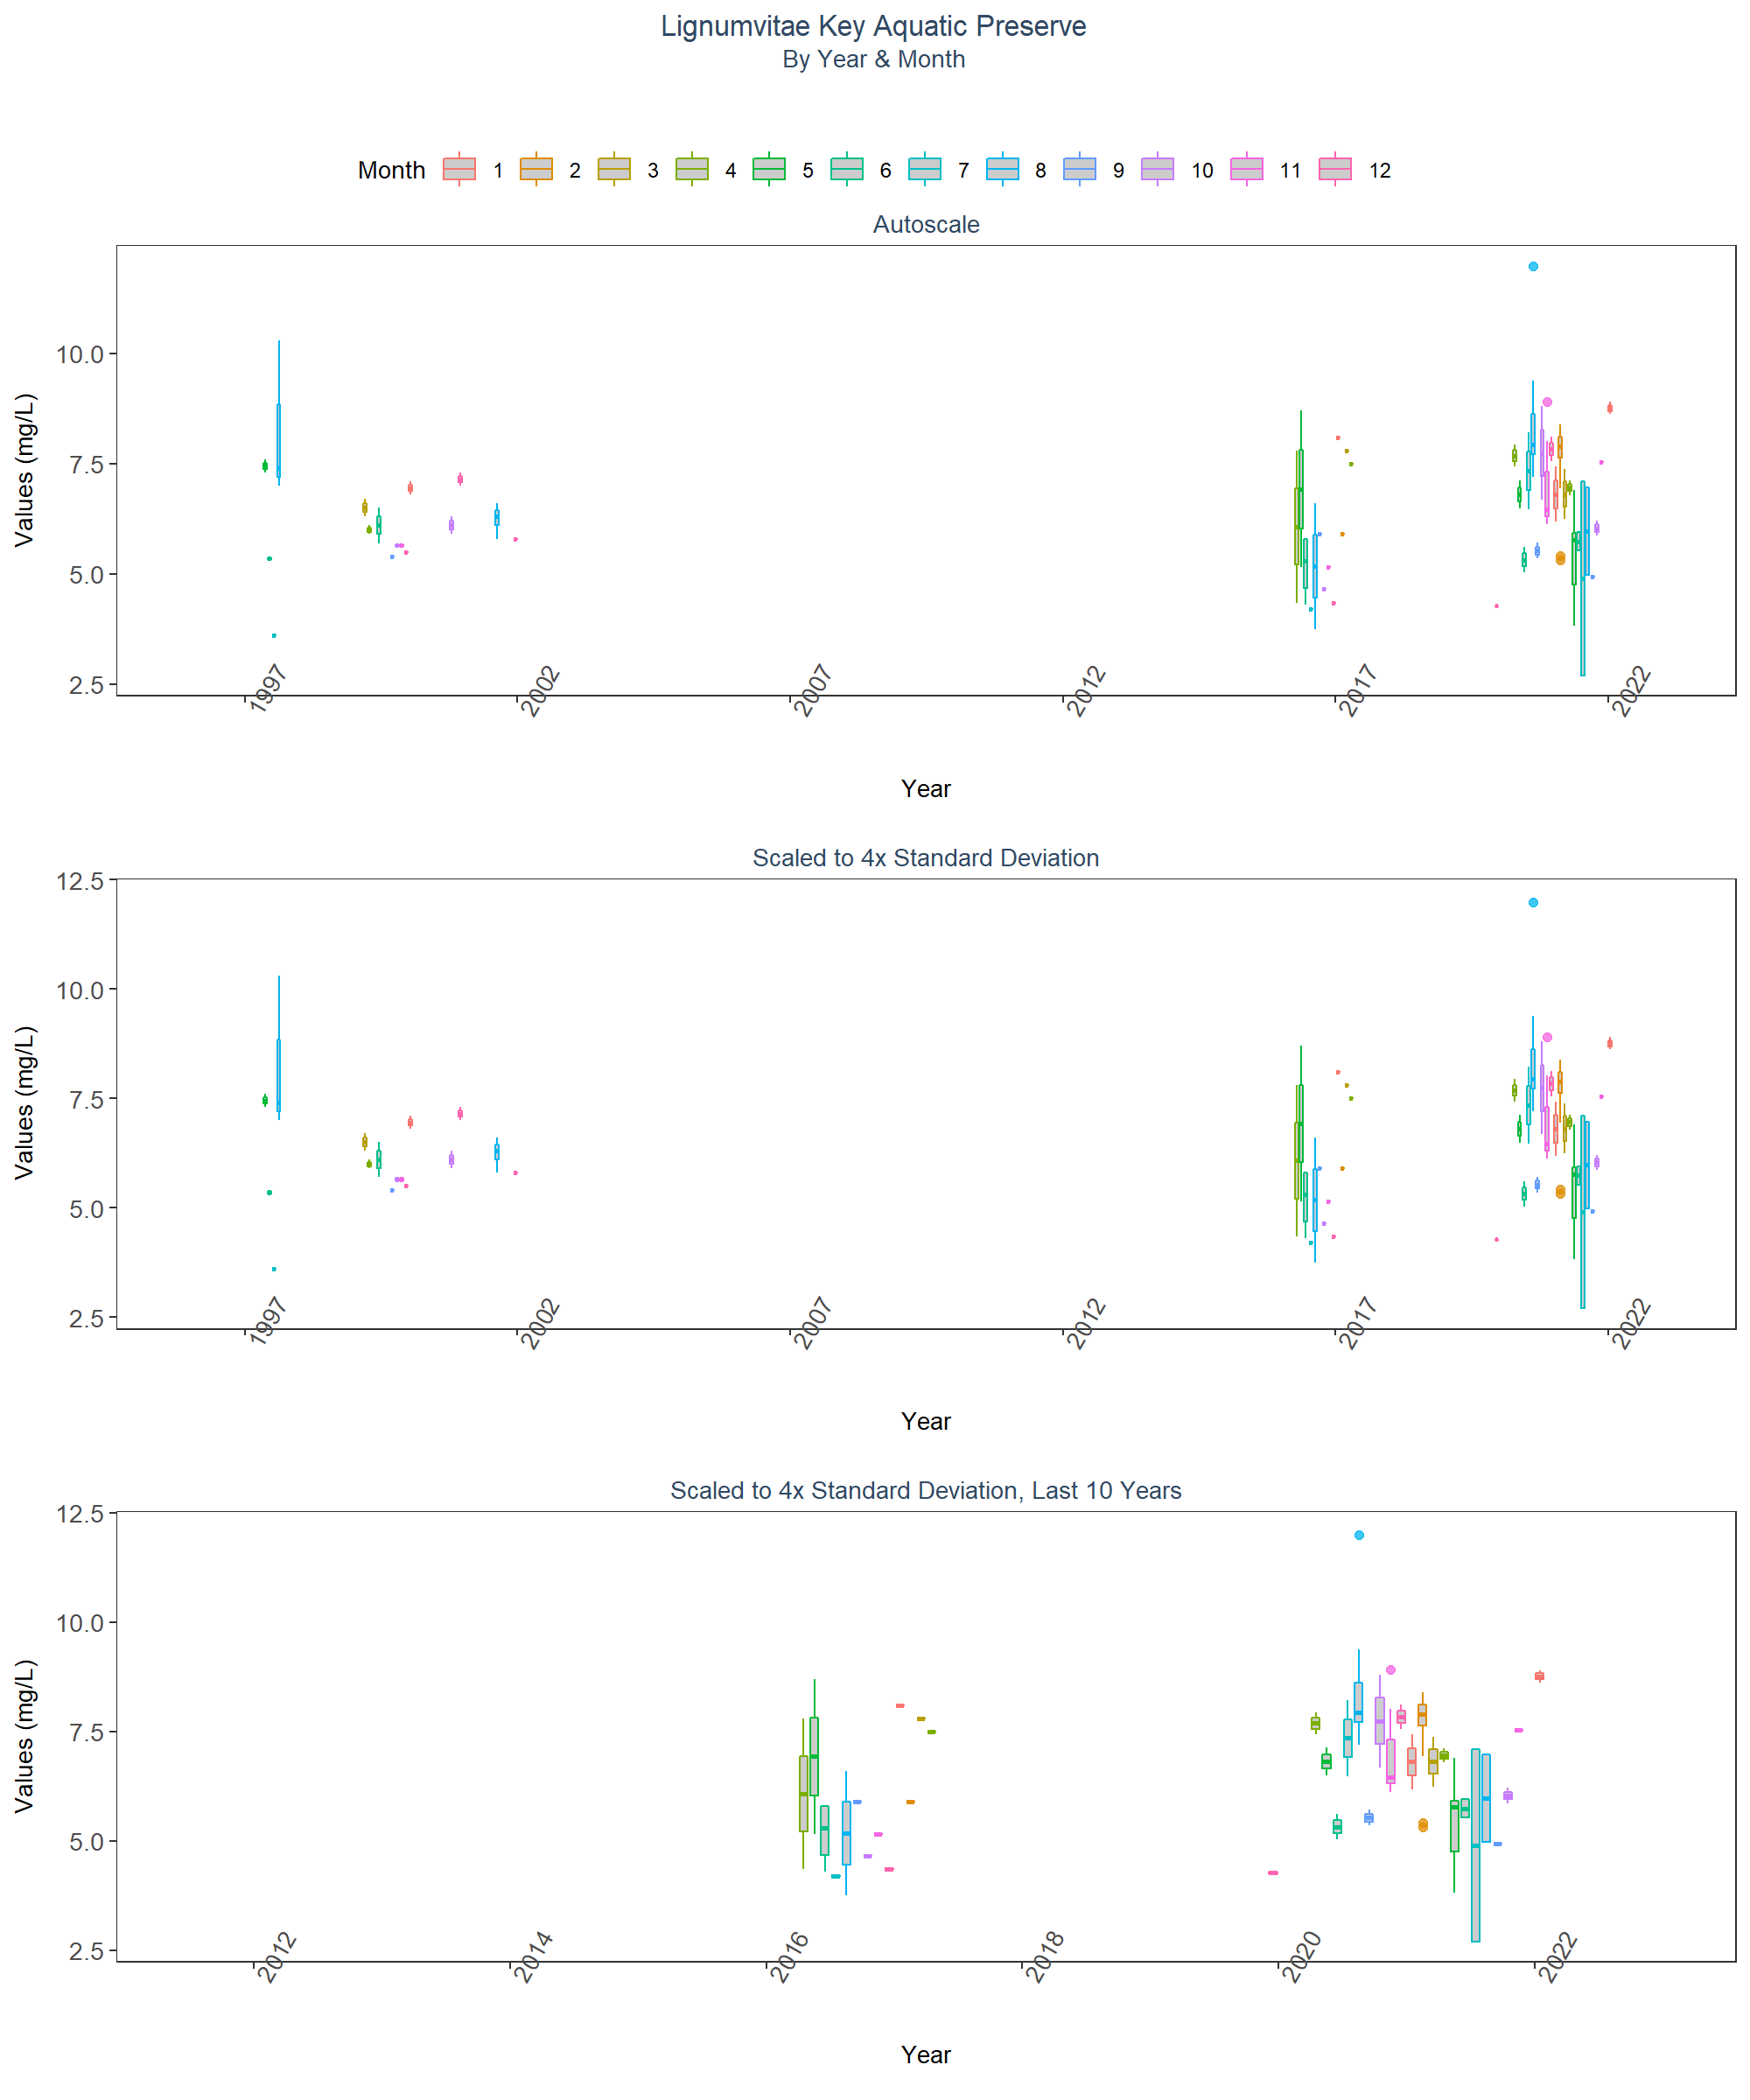 Lignumvitae Key Aquatic Preserve
By Year & Month
Month 1 2 3 4 5 6 7 8 9 10 11 12
Autoscale
Values (mg/L)
10.0
7.5
5.0
2.5
1997 2002 2007 2012 2017 2022
Year
Scaled to 4x Standard Deviation
Values (mg/L)
12.5
10.0
7.5
5.0
2.5
1997 2002 2007 2012 2017 2022
Year
Scaled to 4x Standard Deviation, Last 10 Years
Values (mg/L)
12.5
10.0
7.5
5.0
2.5
2012 2014 2016 2018 2020 2022
Year